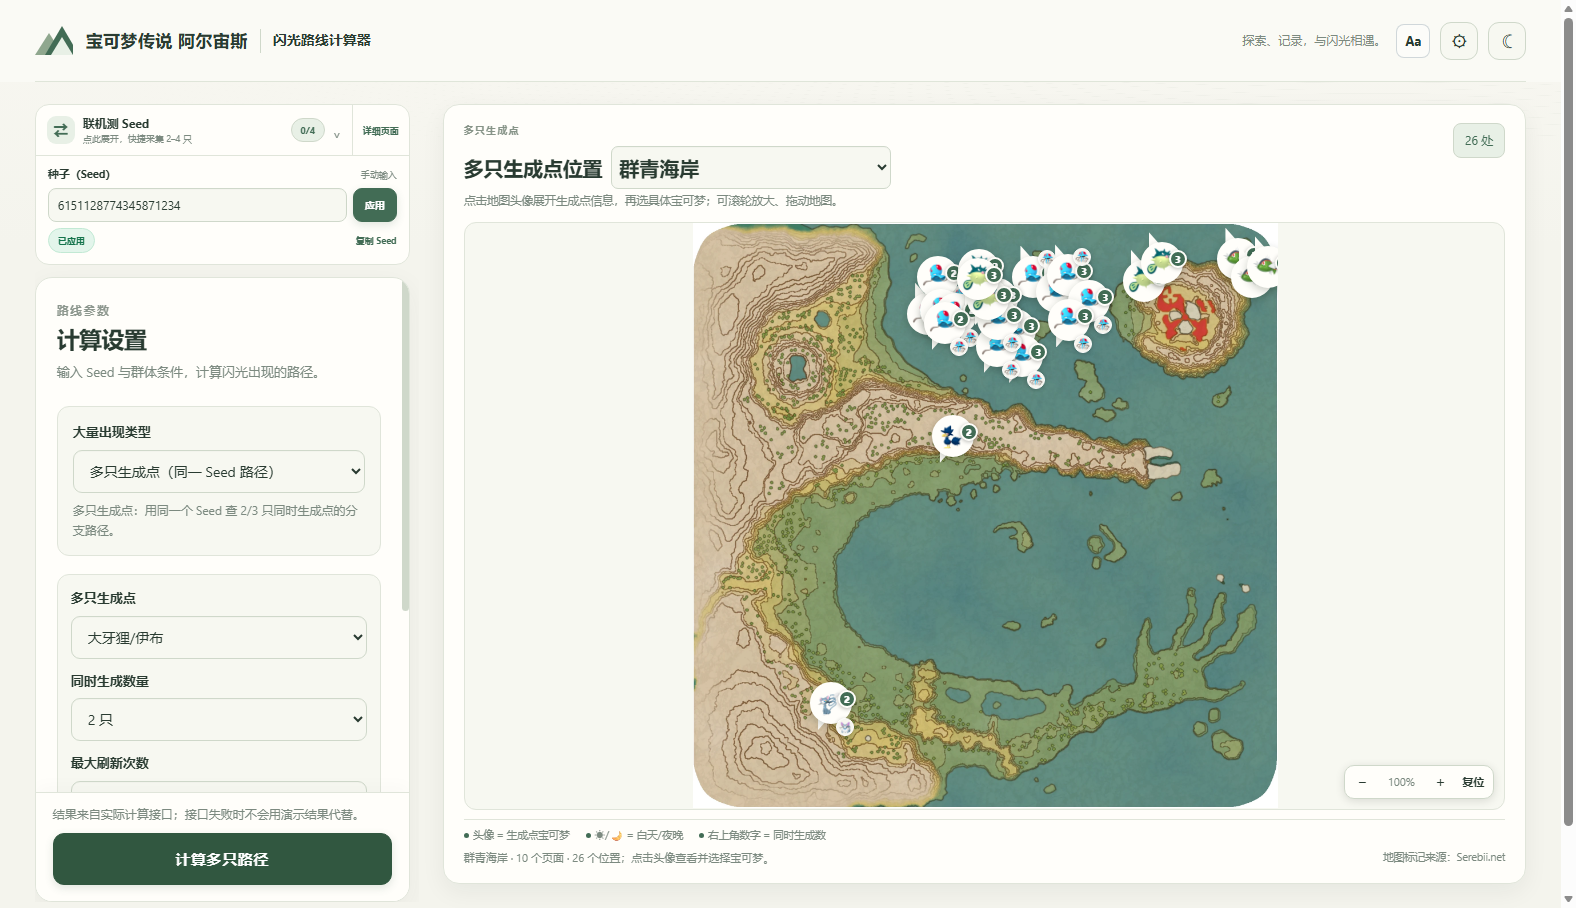 宝可梦传说 阿尔宙斯
闪光路线计算器
探索、记录，与闪光相遇。
Aa
联机测 Seed
点此展开，快捷采集 2–4 只
0/4
详细页面
种子（Seed）
手动输入
6151128774345871234
应用
已应用
复制 Seed
路线参数
计算设置
输入 Seed 与群体条件，计算闪光出现的路径。
大量出现类型
多只生成点（同一 Seed 路径）
多只生成点：用同一个 Seed 查 2/3 只同时生成点的分
支路径。
多只生成点
大牙狸/伊布
同时生成数量
2 只
最大刷新次数
结果来自实际计算接口；接口失败时不会用演示结果代替。
计算多只路径
多只生成点
26 处
多只生成点位置
群青海岸
点击地图头像展开生成点信息，再选具体宝可梦；可滚轮放大、拖动地图。
2
3
3
3
3
3
3
2
3
3
3
3
3
2
2
− 100% + 复位
头像 = 生成点宝可梦
/ = 白天/夜晚
右上角数字 = 同时生成数
群青海岸 · 10 个页面 · 26 个位置；点击头像查看并选择宝可梦。
地图标记来源：Serebii.net